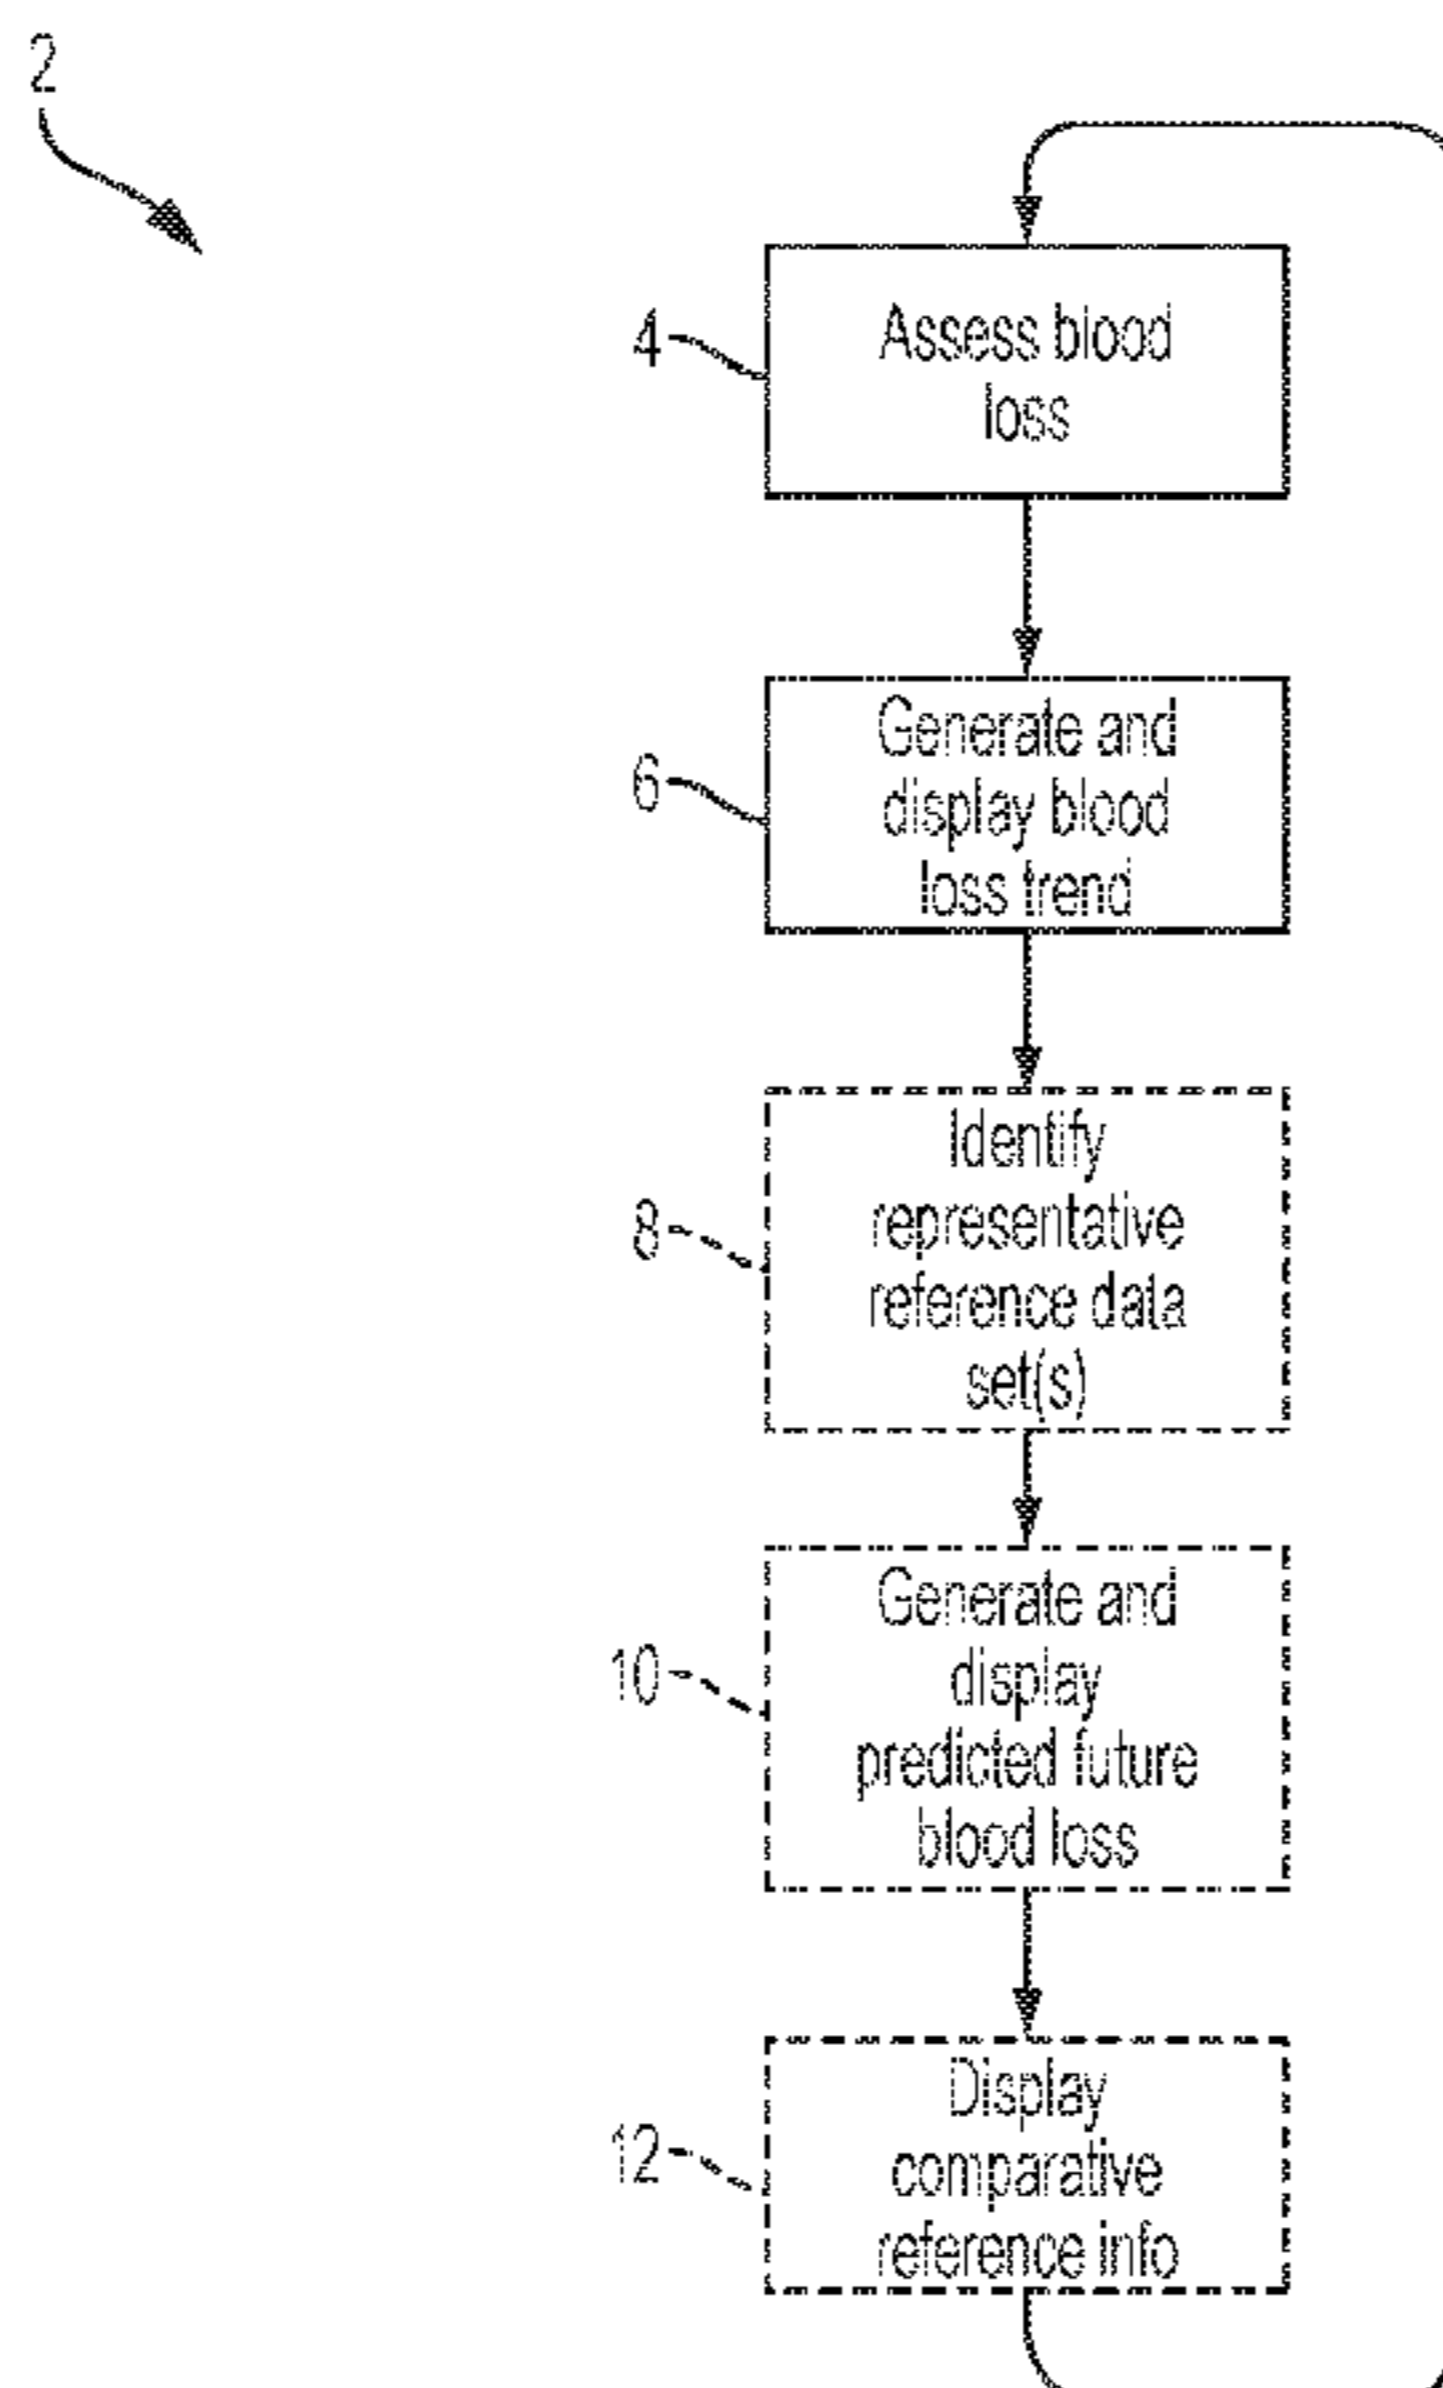 2
4
Assess blood
loss
6
Generate and
display blood
loss trend
8
Identify
representative
reference data
set(s)
10
Generate and
display
predicted future
blood loss
12
Display
comparative
reference info